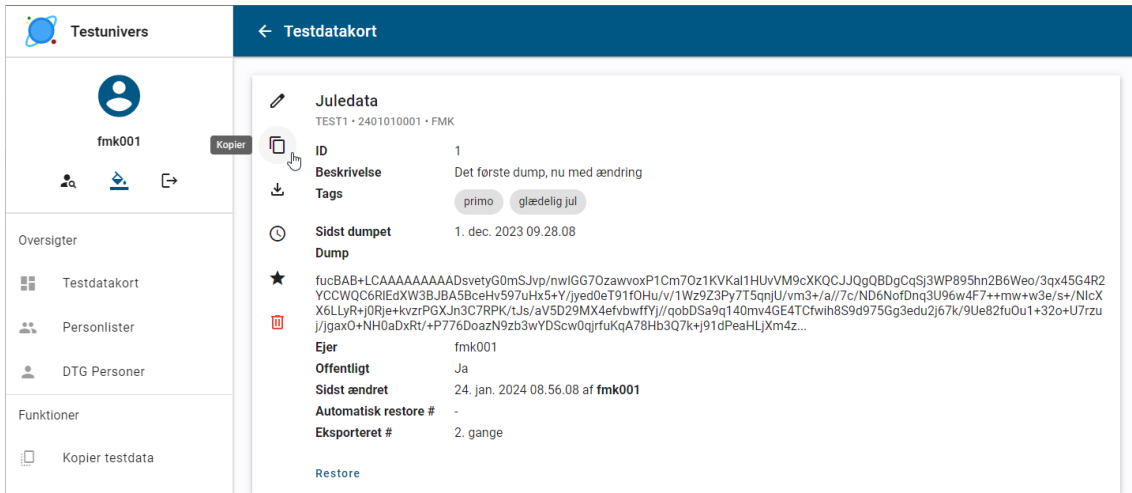 Testunivers
fmk001
Oversigter
Testdatakort
Personlister
DTG Personer
Funktioner
Kopier testdata
Testdatakort
Kopier
Juledata
TEST1 • 2401010001 • FMK
ID 1
Beskrivelse Det første dump, nu med ændring
Tags primo glædelig jul
Sidst dumpet 1. dec. 2023 09.28.08
Dump
fucBAB+LCAAAAAAAADsvetyG0mSJvp/nwIGG7OzawvoxP1Cm7Oz1KVKaI1HUvVM9cXKQCJJQgQBDgCqSj3WP895hn2B6Weo/3qx45G4R2
YCCWQC6RIEdXW3BJBA5BceHv597uHx5+Y/jyed0eT91fOHu/v/1Wz9Z3Py7T5qnjU/vm3+/a//7c/ND6NofDnq3U96w4F7++mw+w3e/s+/NIcX
X6LLyR+j0Rje+kvzrPGXJn3C7RPK/tJs/aV5D29MX4efvbwffYj//qobDSa9q140mv4GE4TCfwih8S9d975Gg3edu2j67k/9Ue82fuOu1+32o+U7rzu
j/jgaxO+NH0aDxRt/+P776DoazN9zb3wYDScw0qjrfuKqA78Hb3Q7k+j91dPeaHLjXm4z...
Ejer fmk001
Offentligt Ja
Sidst ændret 24. jan. 2024 08.56.08 af fmk001
Automatisk restore # -
Eksporteret # 2. gange
Restore